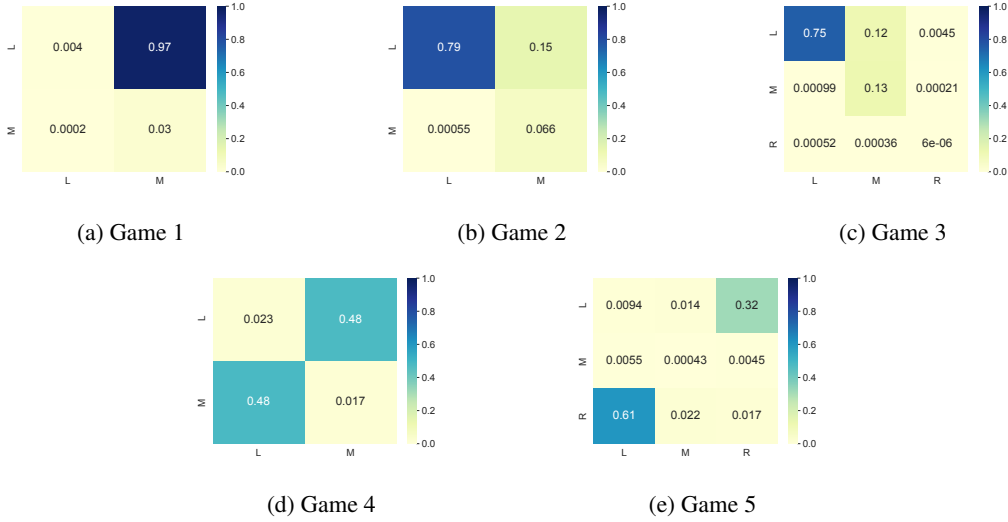 1.0
L 0.004 0.97 0.8
0.6
0.4
M 0.0002 0.03 0.2
0.0
L M
(a) Game 1
1.0
L 0.79 0.15 0.8
0.6
0.4
M 0.00055 0.066 0.2
0.0
L M
(b) Game 2
1.0
L 0.75 0.12 0.0045 0.8
0.6
M 0.00099 0.13 0.00021
0.4
0.2
R 0.00052 0.00036 6e-06
0.0
L M R
(c) Game 3
1.0
L 0.023 0.48 0.8
0.6
0.4
M 0.48 0.017 0.2
0.0
L M
(d) Game 4
1.0
L 0.0094 0.014 0.32 0.8
0.6
M 0.0055 0.00043 0.0045
0.4
R 0.61 0.022 0.017 0.2
0.0
L M R
(e) Game 5